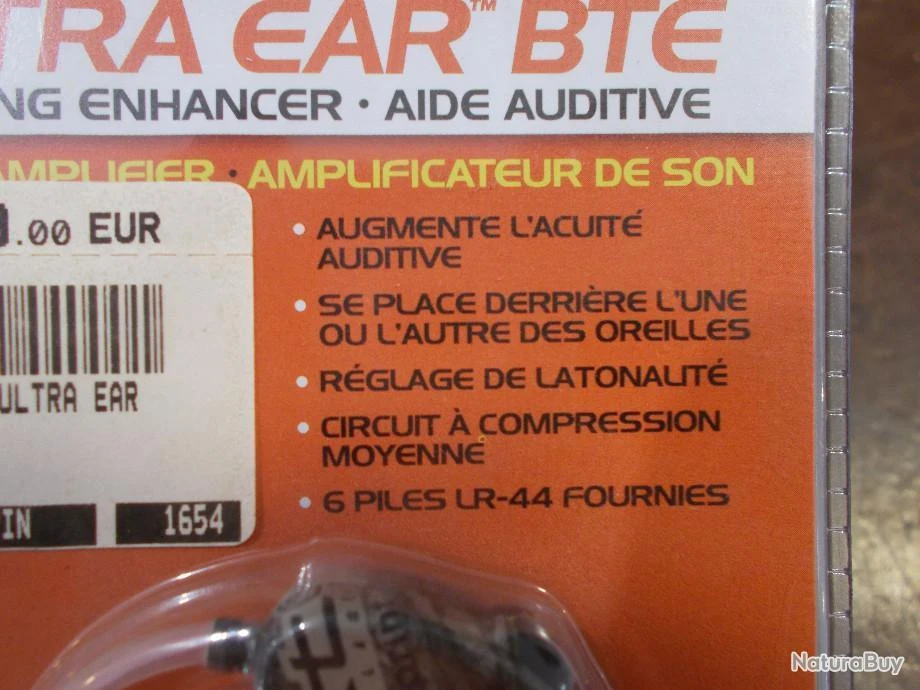 TRA EAR™ BTE
NG ENHANCER • AIDE AUDITIVE
AMPLIFIER • AMPLIFICATEUR DE SON
.00 EUR
ULTRA EAR
IN 1654
• AUGMENTE L'ACUITÉ
AUDITIVE
• SE PLACE DERRIÈRE L'UNE
OU L'AUTRE DES OREILLES
• RÉGLAGE DE LATONALITÉ
• CIRCUIT À COMPRESSION
MOYENNE
• 6 PILES LR-44 FOURNIES
NaturaBuy